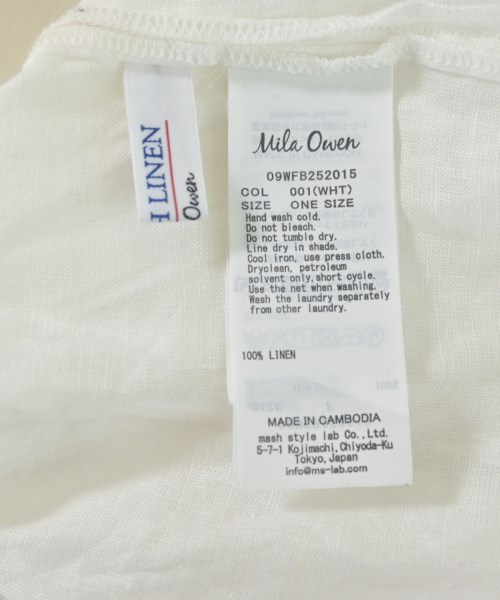 H LINEN
Owen
Mila Owen
09WFB252015
COL 001(WHT)
SIZE ONE SIZE
Hand wash cold.
Do not bleach.
Do not tumble dry.
Line dry in shade.
Cool iron, use press cloth.
Dryclean, petroleum
solvent only,short cycle.
Use the net when washing.
Wash the laundry separately
from other laundry.
100% LINEN
MADE IN CAMBODIA
mash style lab Co.,Ltd.
5-7-1 Kojimachi,Chiyoda-Ku
Tokyo,Japan
info@ms-lab.com